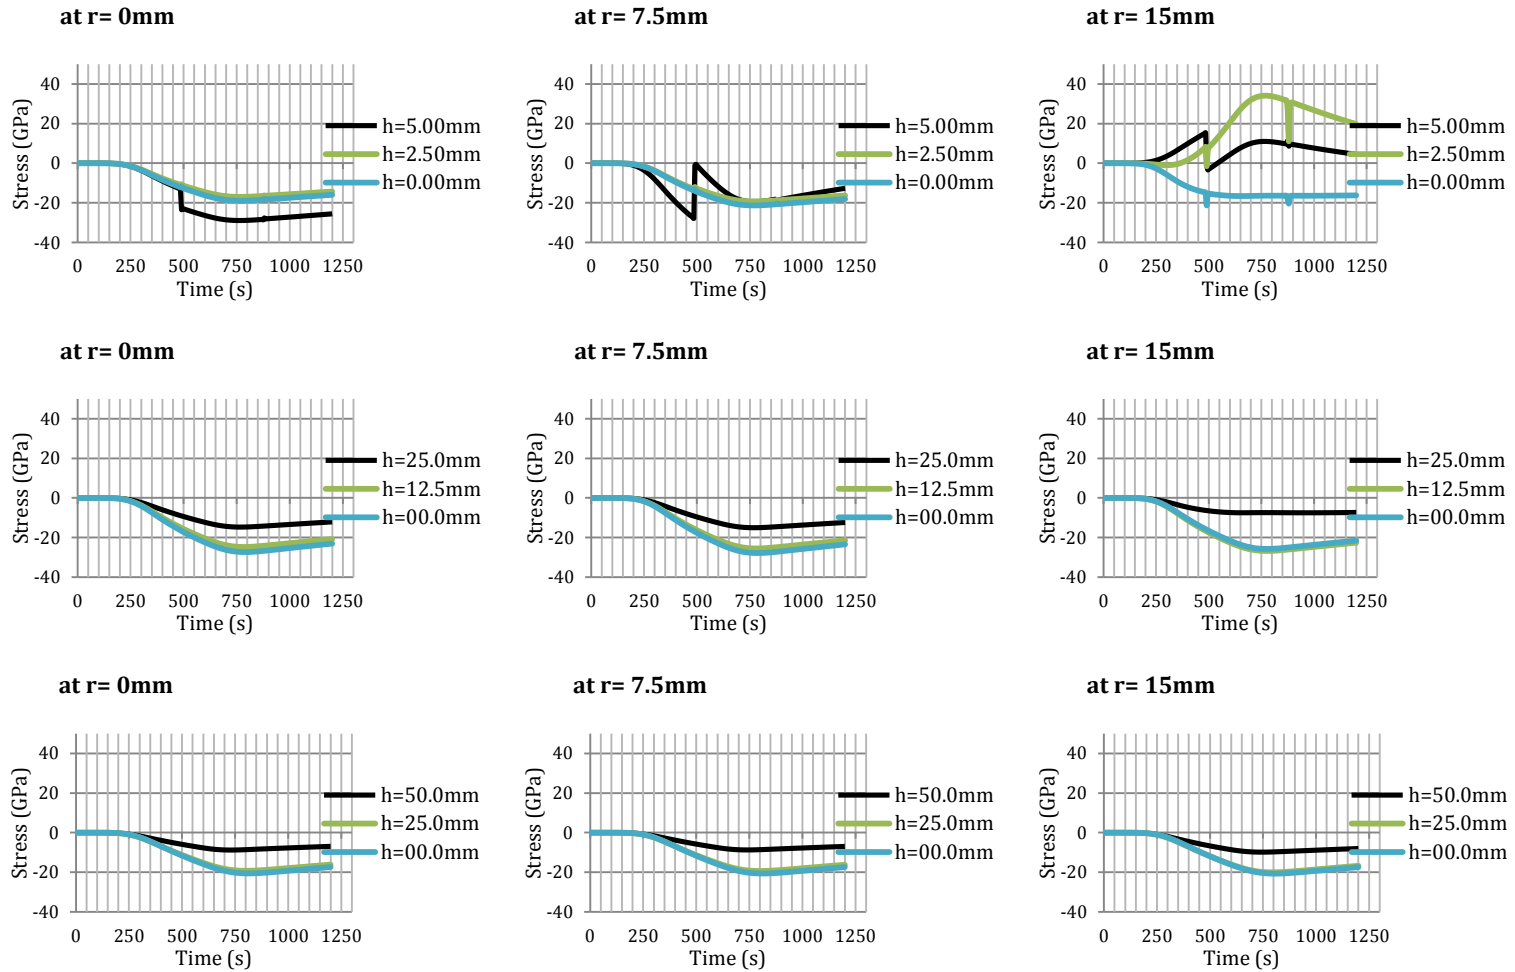 at r= 0mm
40
20
0
-20
-40
Stress (GPa)
0 250 500 750 1000 1250
Time (s)
h=5.00mm
h=2.50mm
h=0.00mm
at r= 7.5mm
40
20
0
-20
-40
Stress (GPa)
0 250 500 750 1000 1250
Time (s)
h=5.00mm
h=2.50mm
h=0.00mm
at r= 15mm
40
20
0
-20
-40
Stress (GPa)
0 250 500 750 1000 1250
Time (s)
h=5.00mm
h=2.50mm
h=0.00mm
at r= 0mm
40
20
0
-20
-40
Stress (GPa)
0 250 500 750 1000 1250
Time (s)
h=25.0mm
h=12.5mm
h=00.0mm
at r= 7.5mm
40
20
0
-20
-40
Stress (GPa)
0 250 500 750 1000 1250
Time (s)
h=25.0mm
h=12.5mm
h=00.0mm
at r= 15mm
40
20
0
-20
-40
Stress (GPa)
0 250 500 750 1000 1250
Time (s)
h=25.0mm
h=12.5mm
h=00.0mm
at r= 0mm
40
20
0
-20
-40
Stress (GPa)
0 250 500 750 1000 1250
Time (s)
h=50.0mm
h=25.0mm
h=00.0mm
at r= 7.5mm
40
20
0
-20
-40
Stress (GPa)
0 250 500 750 1000 1250
Time (s)
h=50.0mm
h=25.0mm
h=00.0mm
at r= 15mm
40
20
0
-20
-40
Stress (GPa)
0 250 500 750 1000 1250
Time (s)
h=50.0mm
h=25.0mm
h=00.0mm